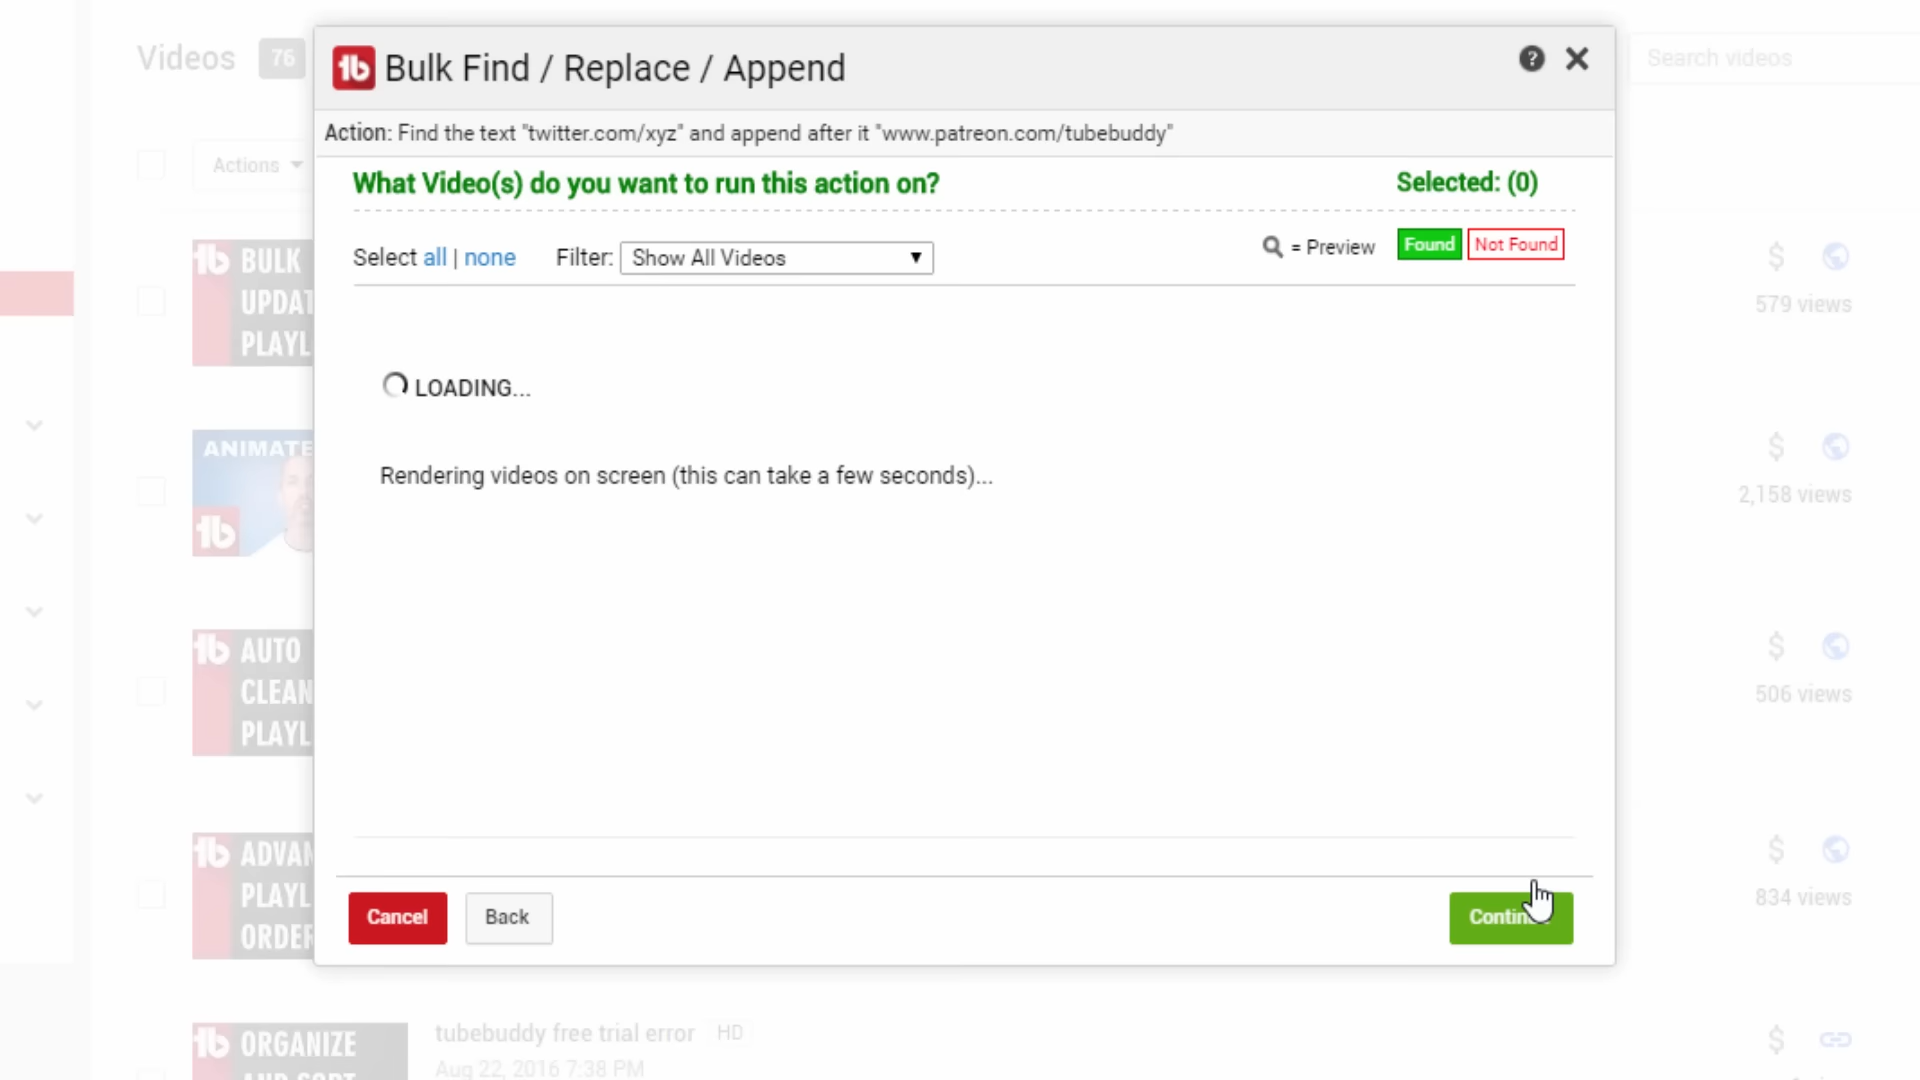 Videos 76
Bulk Find / Replace / Append
Search videos
Action: Find the text "twitter.com/xyz" and append after it "www.patreon.com/tubebuddy"
Actions
What Video(s) do you want to run this action on?
Selected: (0)
Select all | none
Filter: Show All Videos
= Preview
Found
Not Found
BULK
UPDAT
PLAYL
579 views
LOADING...
Rendering videos on screen (this can take a few seconds)...
ANIMATE
2,158 views
AUTO
CLEAN
PLAYL
506 views
ADVAN
PLAYL
ORDER
834 views
Cancel
Back
Contin
ORGANIZE
AND SORT
tubebuddy free trial error HD
Aug 22, 2016 7:38 PM